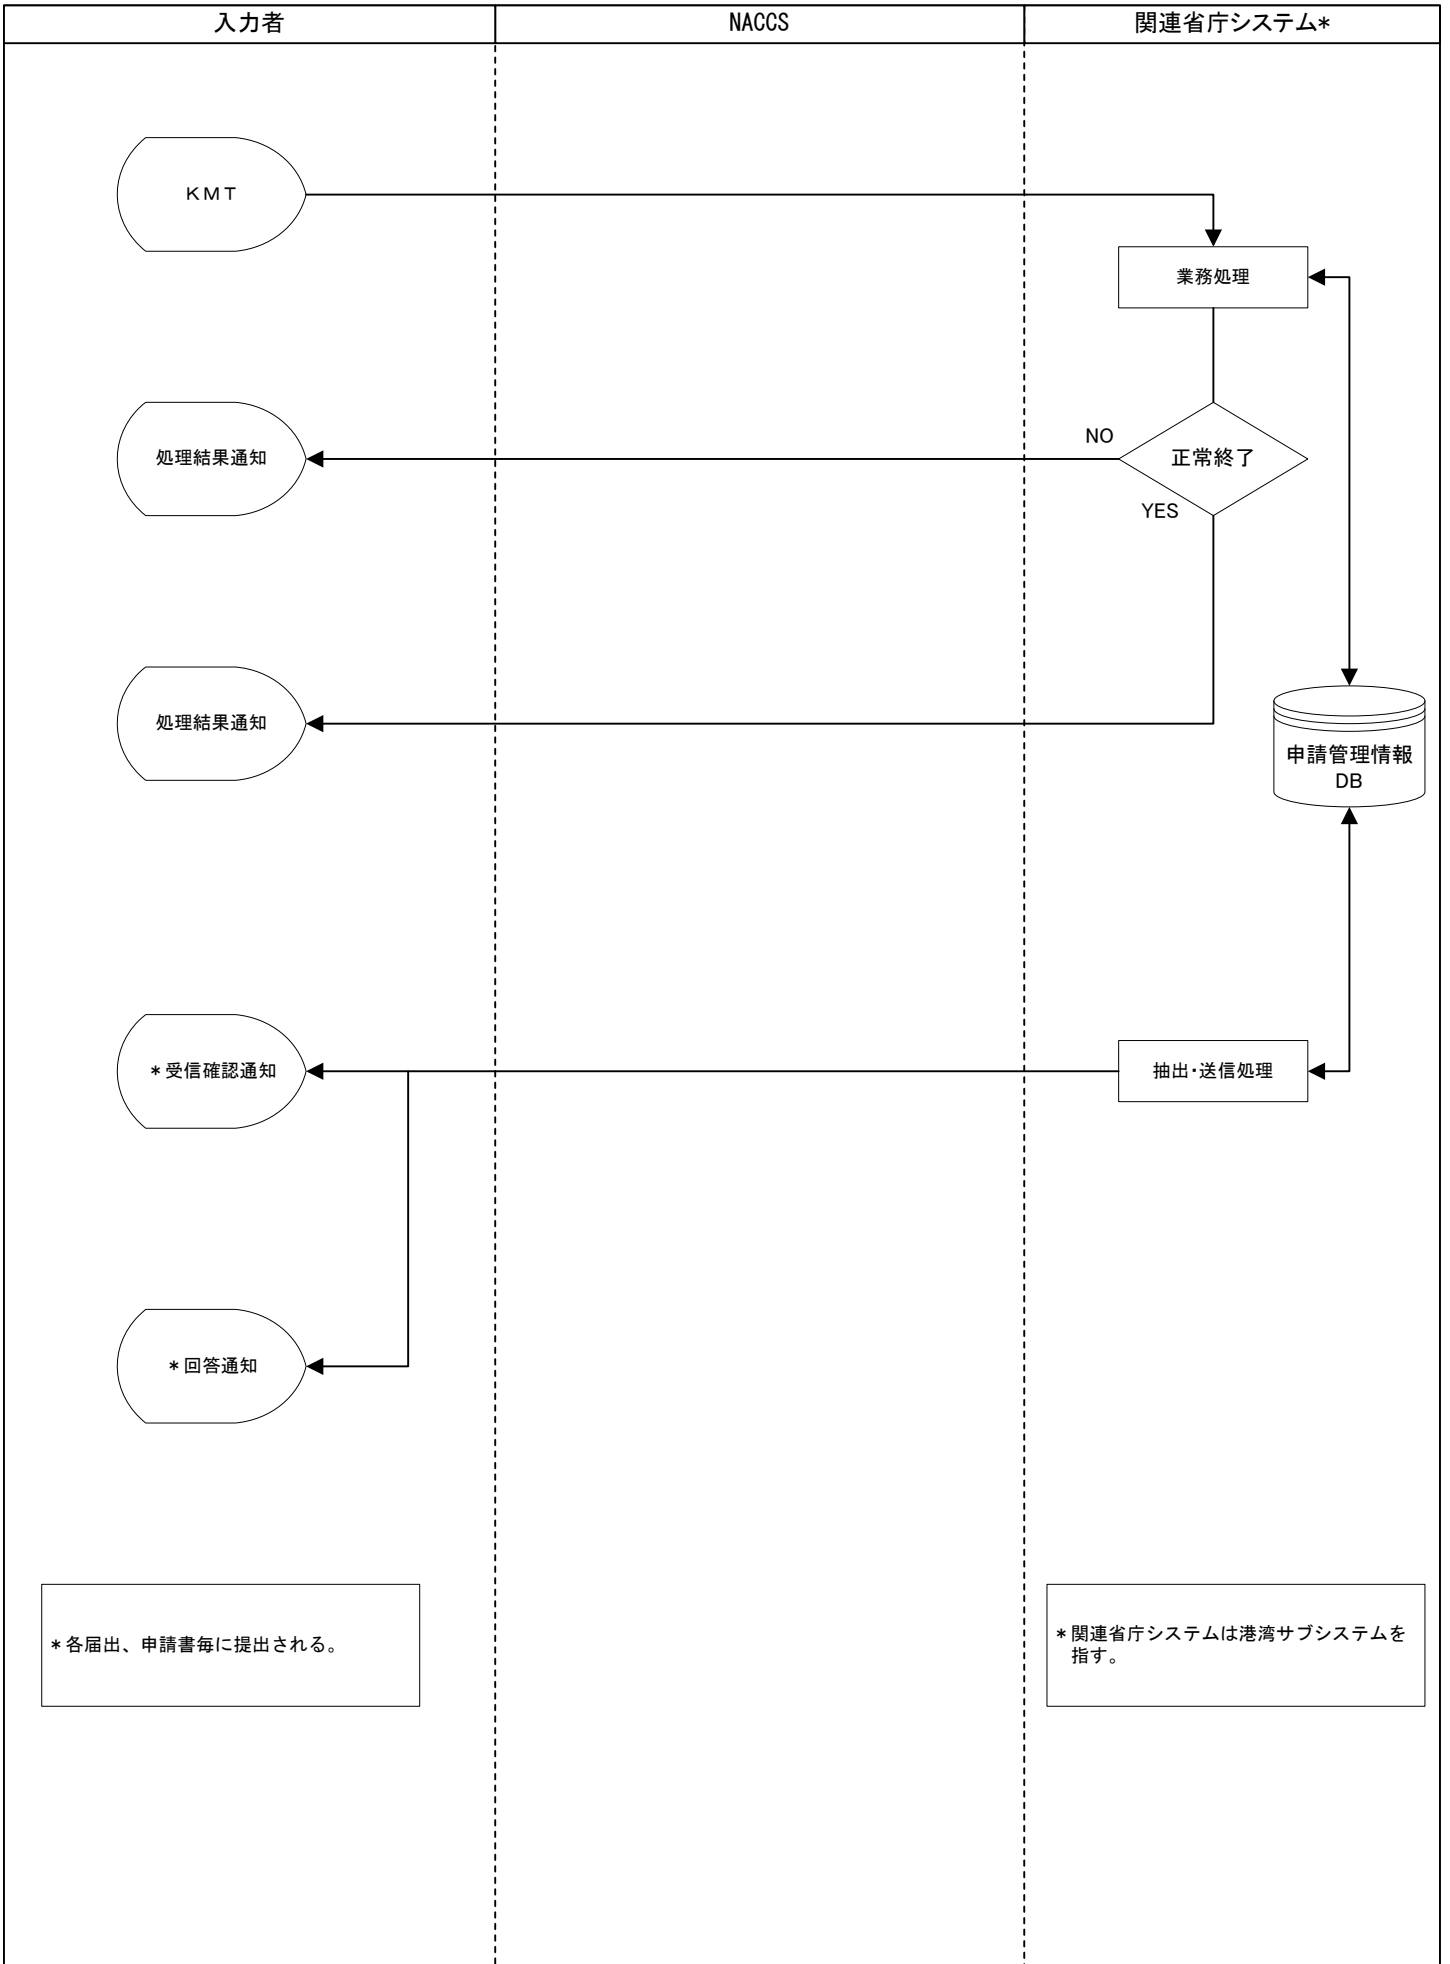 入力者
NACCS
関連省庁システム*
KMT
業務処理
処理結果通知
NO
正常終了
YES
処理結果通知
申請管理情報
DB
*受信確認通知
抽出・送信処理
*回答通知
*各届出、申請書毎に提出される。
*関連省庁システムは港湾サブシステムを
指す。